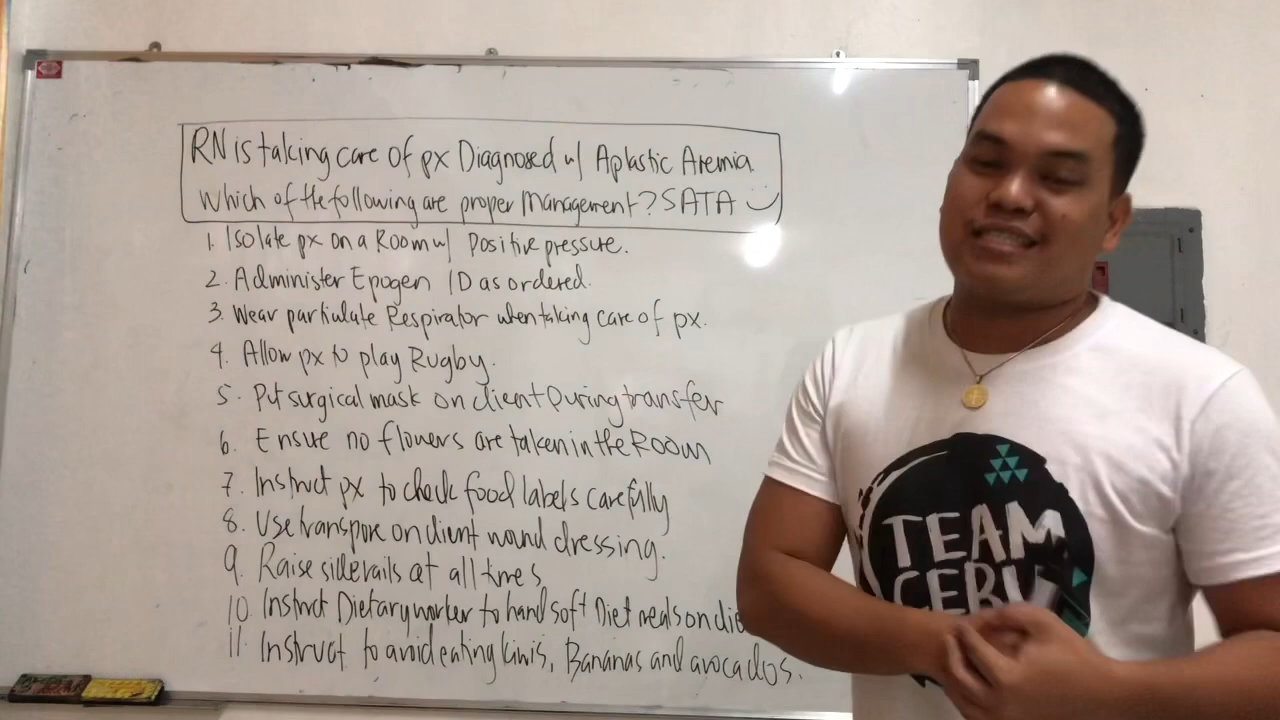 RN is taking care of px Diagnosed w/ Aplastic Anemia.
Which of the following are proper Management? SATA
1. Isolate px on a Room w/ Positive pressure.
2. Administer Epogen ID as ordered.
3. Wear particulate Respirator when taking care of px.
4. Allow px to play Rugby.
5. Put surgical mask on client During transfer
6. Ensure no flowers are taken in the Room
7. Instruct px to check food labels carefully
8. Use transpore on client wound dressing.
9. Raise siderails at all times
10. Instruct Dietary worker to hand soft Diet meals on clie
11. Instruct to avoid eating kiwis, Bananas and avocados.
TEAM
CEBU